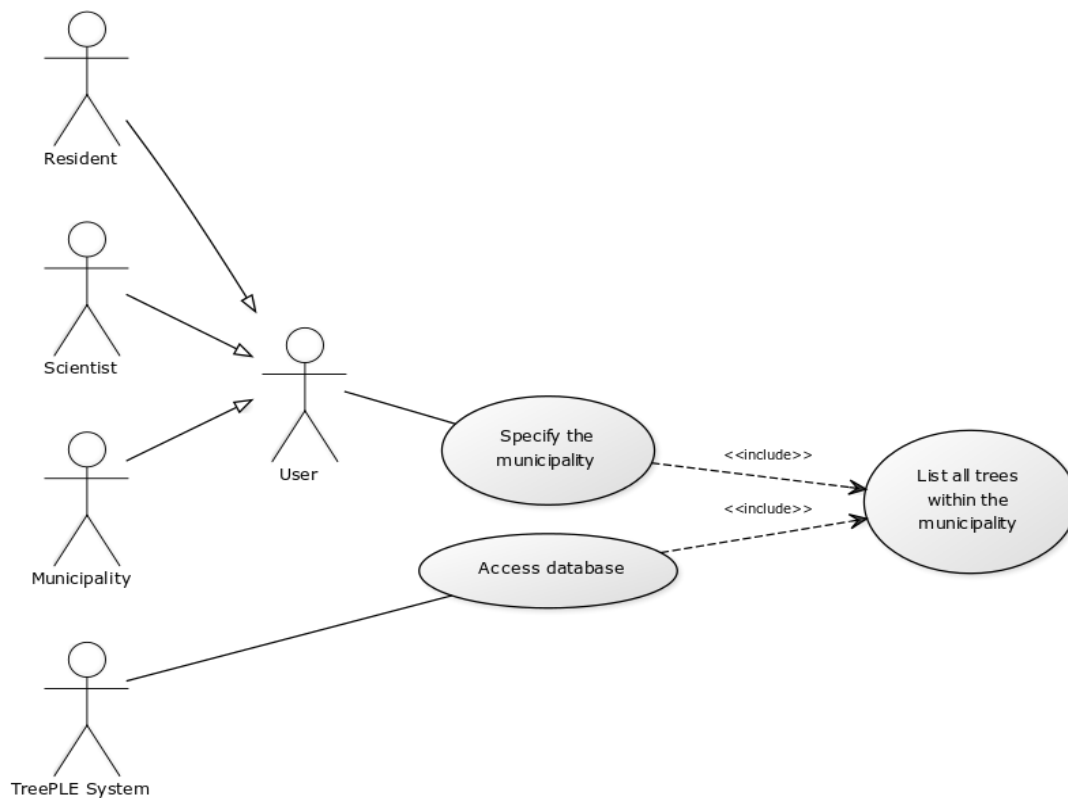 Resident
Scientist
User
Specify the
municipality
<<include>>
List all trees
within the
municipality
<<include>>
Access database
Municipality
TreePLE System